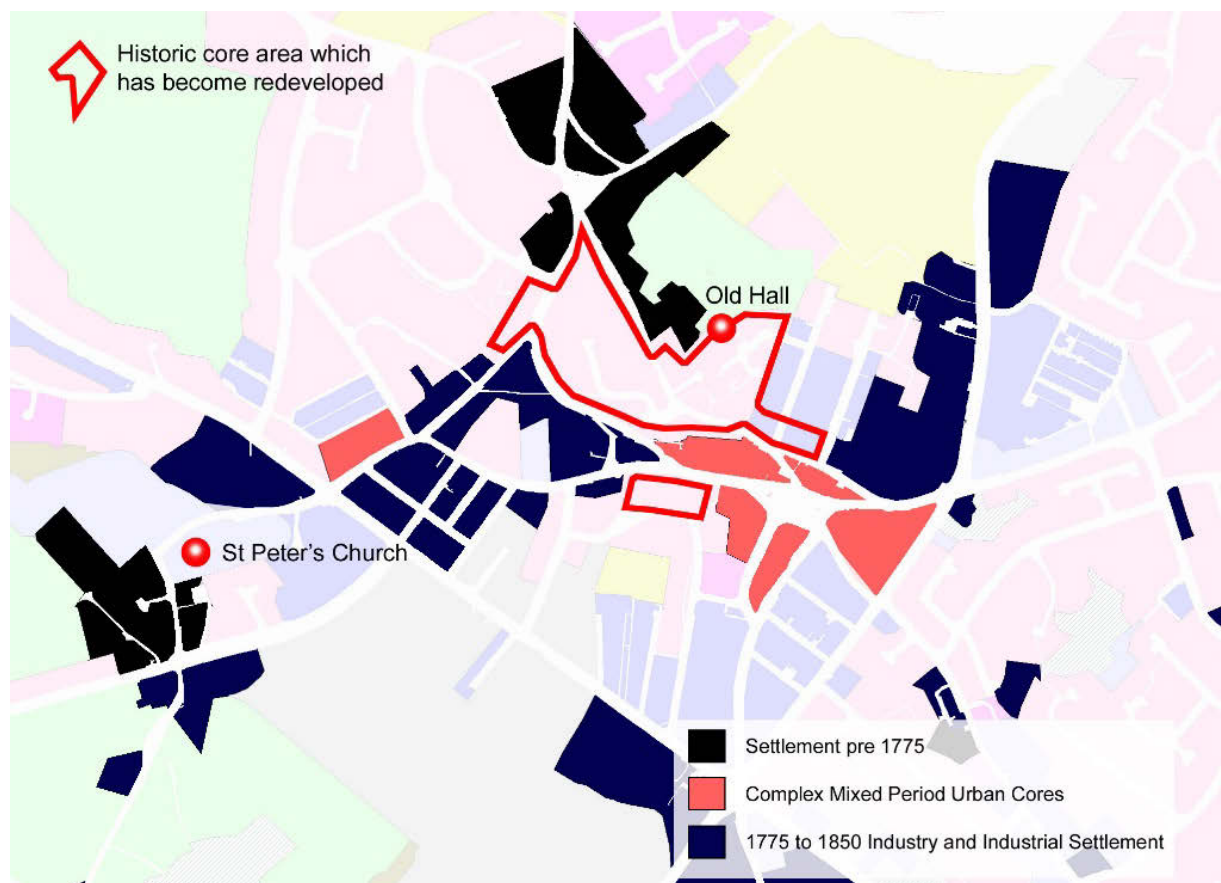 Historic core area which
has become redeveloped
Old Hall
St Peter's Church
Settlement pre 1775
Complex Mixed Period Urban Cores
1775 to 1850 Industry and Industrial Settlement